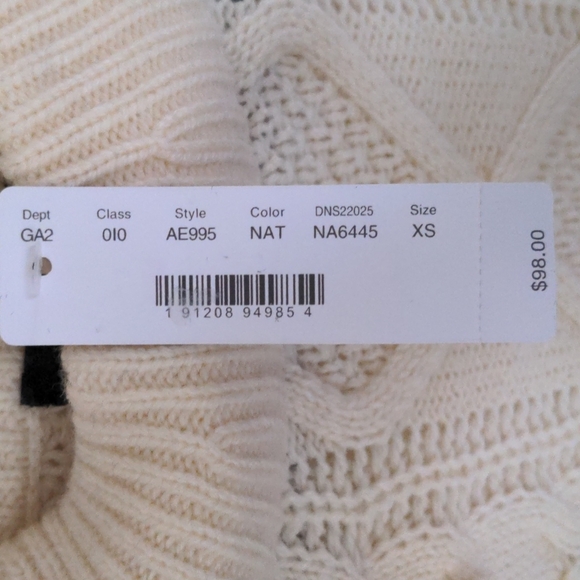 Dept Class Style Color DNS22025 Size
GA2 0I0 AE995 NAT NA6445 XS
$98.00
1 91208 94985 4